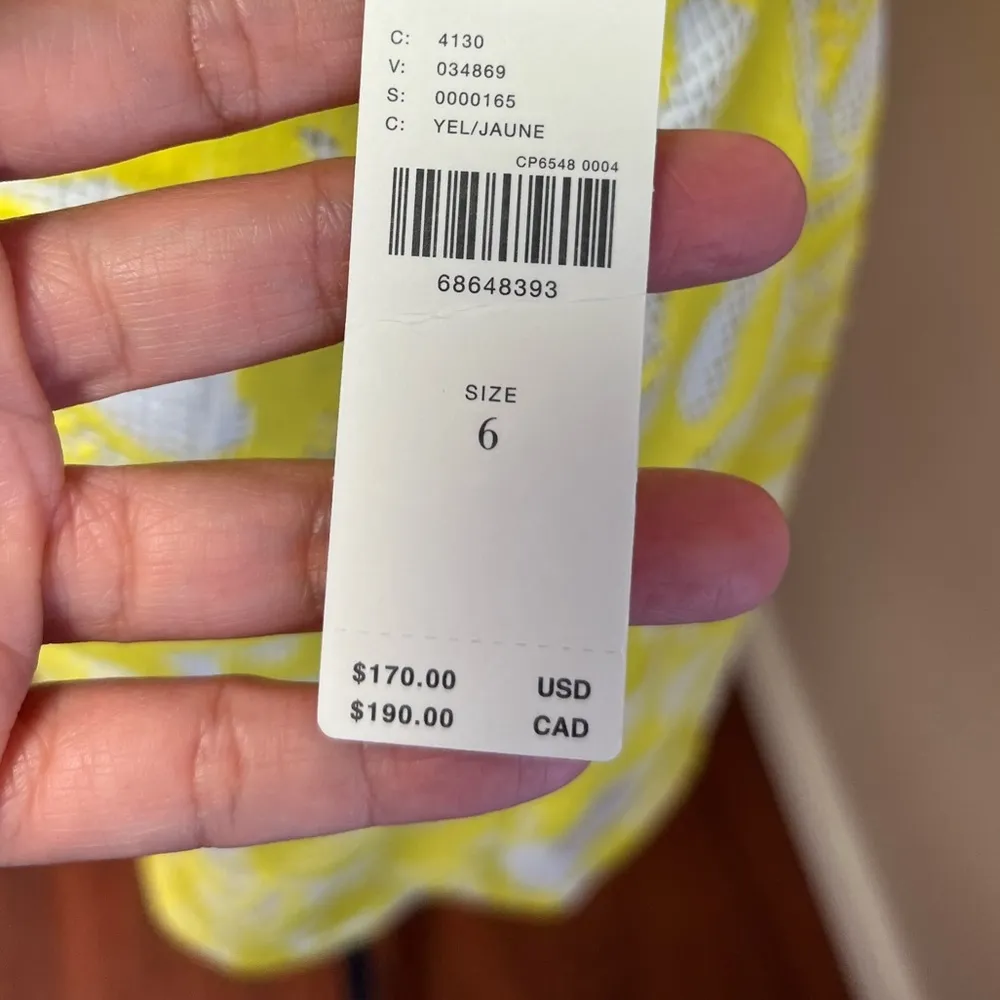 C: 4130
V: 034869
S: 0000165
C: YEL/JAUNE
CP6548 0004
68648393
SIZE
6
$170.00 USD
$190.00 CAD